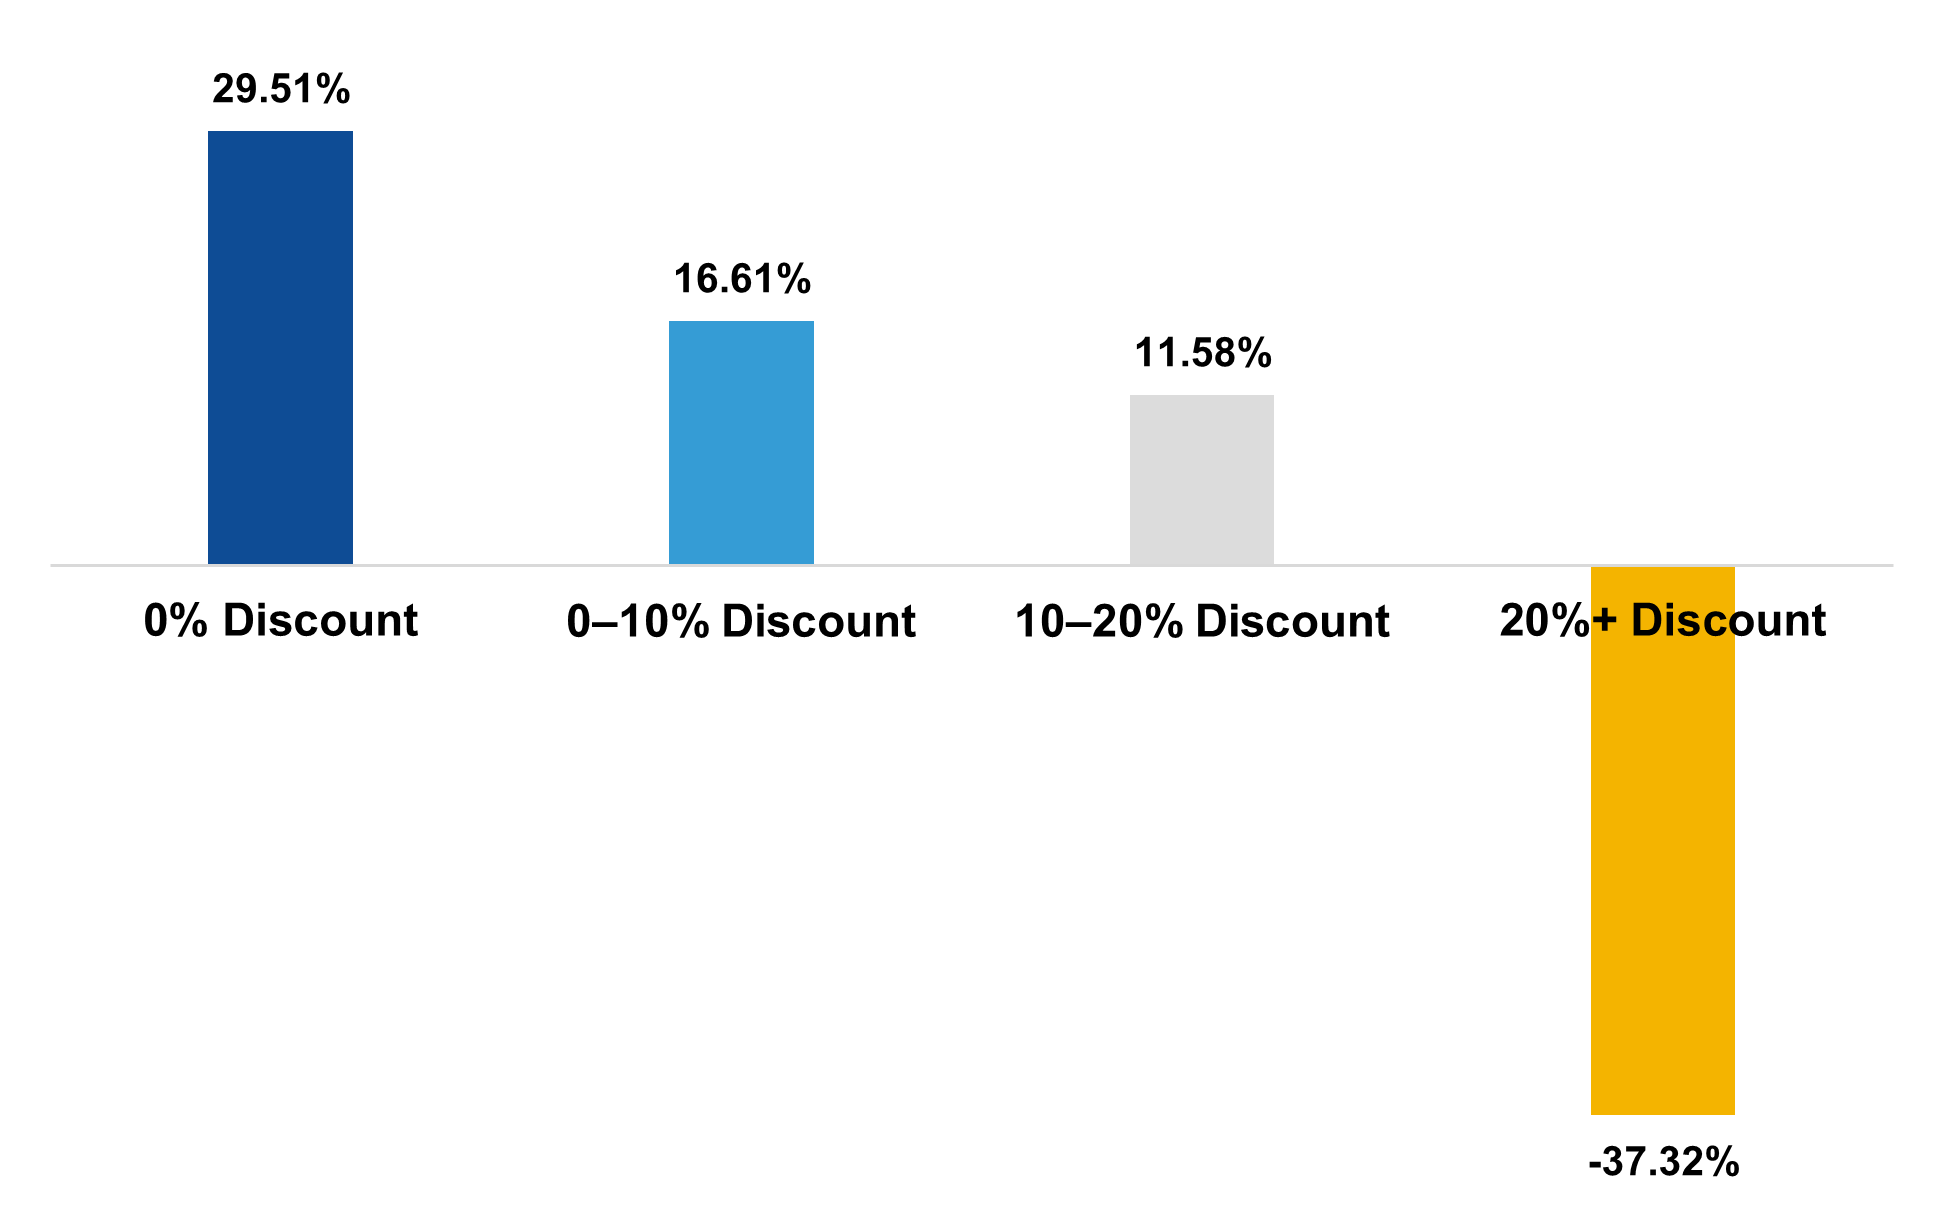 29.51%
16.61%
11.58%
0% Discount
0–10% Discount
10–20% Discount
20%+ Discount
-37.32%